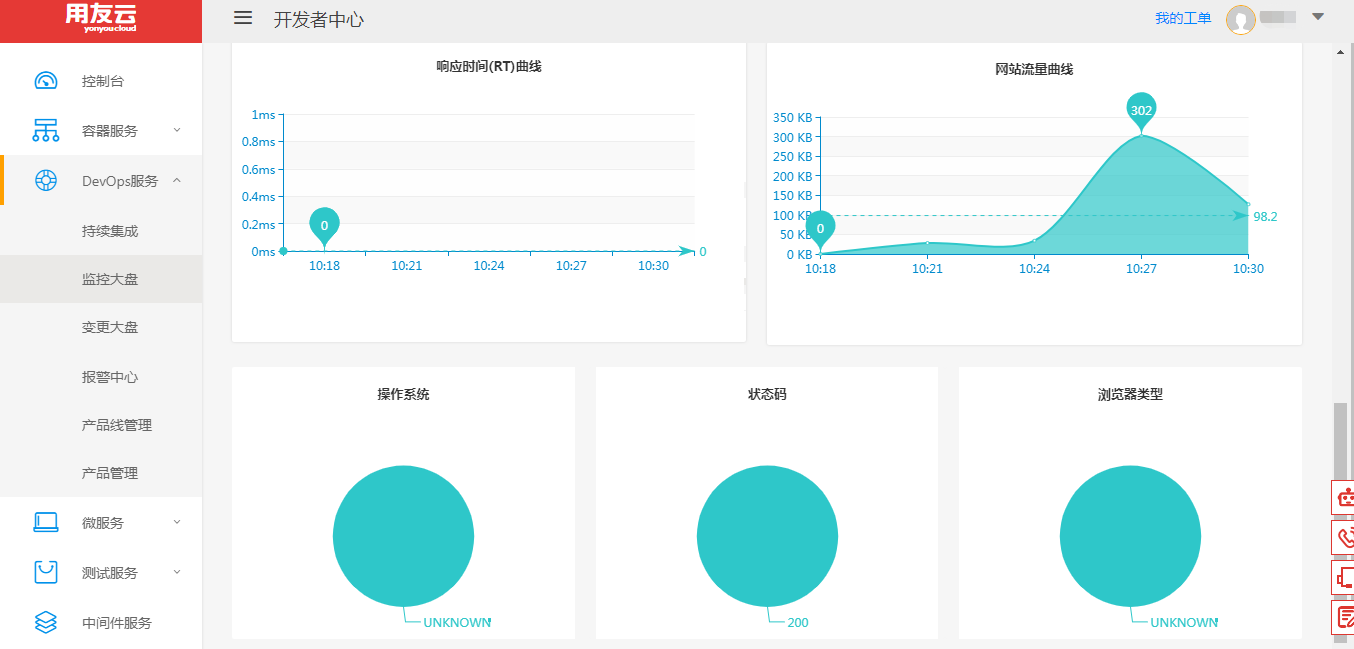 用友云
yonyoucloud
开发者中心
我的工单
控制台
容器服务
DevOps服务
持续集成
监控大盘
变更大盘
报警中心
产品线管理
产品管理
微服务
测试服务
中间件服务
响应时间(RT)曲线
1ms
0.8ms
0.6ms
0.4ms
0.2ms
0ms
0
0
10:18 10:21 10:24 10:27 10:30
网站流量曲线
350 KB
300 KB
250 KB
200 KB
150 KB
100 KB
50 KB
0 KB
302
0
98.2
10:18 10:21 10:24 10:27 10:30
操作系统
UNKNOWN
状态码
200
浏览器类型
UNKNOWN